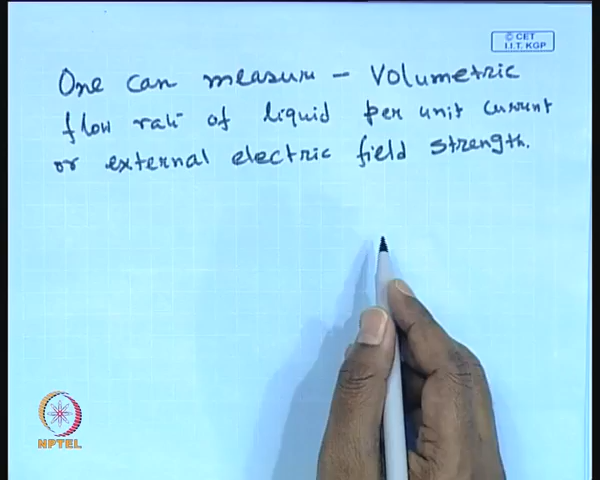 © CET
I.I.T. KGP
One can measure - Volumetric
flow rate of liquid per unit current
or external electric field strength.
NPTEL